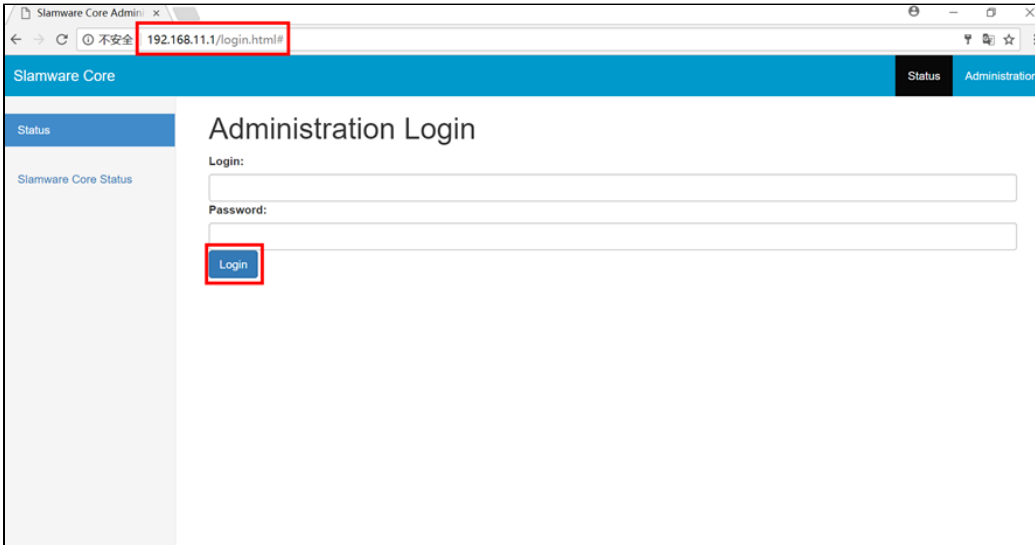 Slamware Core Admini
不安全 192.168.11.1/login.html#
Slamware Core Status Administration
Status
Administration Login
Login:
Slamware Core Status
Password:
Login